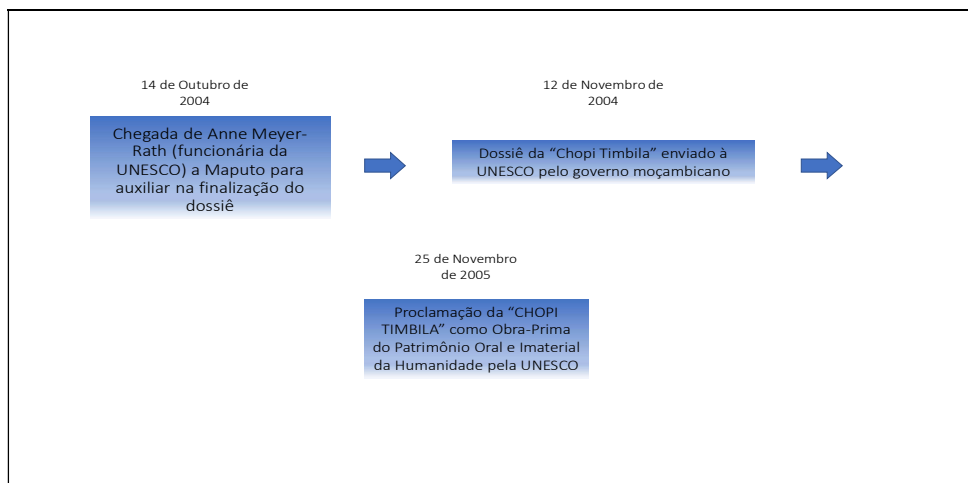 14 de Outubro de
2004
Chegada de Anne Meyer-
Rath (funcionária da
UNESCO) a Maputo para
auxiliar na finalização do
dossiê
12 de Novembro de
2004
Dossiê da “Chopi Timbila” enviado à
UNESCO pelo governo moçambicano
25 de Novembro
de 2005
Proclamação da “CHOPI
TIMBILA” como Obra-Prima
do Patrimônio Oral e Imaterial
da Humanidade pela UNESCO